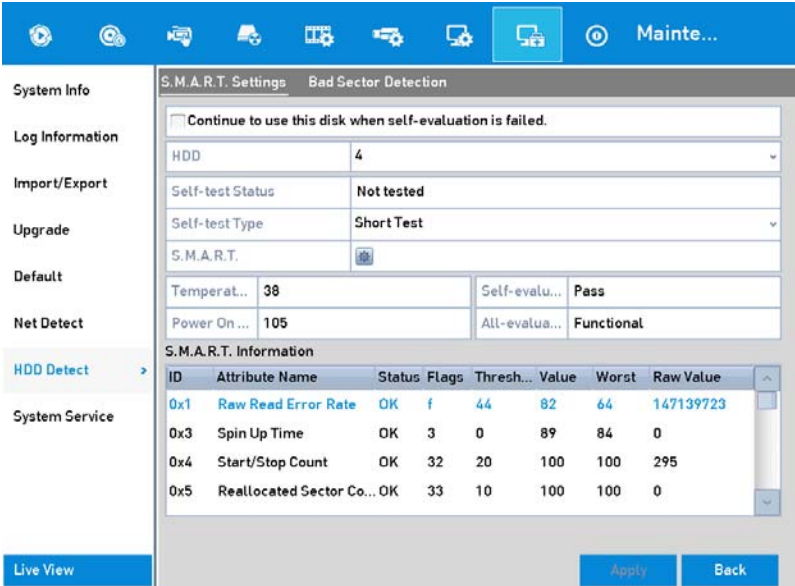 Mainte...
System Info
Log Information
Import/Export
Upgrade
Default
Net Detect
HDD Detect >
System Service
Live View
S.M.A.R.T. Settings Bad Sector Detection
Continue to use this disk when self-evaluation is failed.
HDD 4
Self-test Status Not tested
Self-test Type Short Test
S.M.A.R.T.
Temperat... 38 Self-evalu... Pass
Power On ... 105 All-evalua... Functional
S.M.A.R.T. Information
ID Attribute Name Status Flags Thresh... Value Worst Raw Value
0x1 Raw Read Error Rate OK f 44 82 64 147139723
0x3 Spin Up Time OK 3 0 89 84 0
0x4 Start/Stop Count OK 32 20 100 100 295
0x5 Reallocated Sector Co... OK 33 10 100 100 0
Apply Back